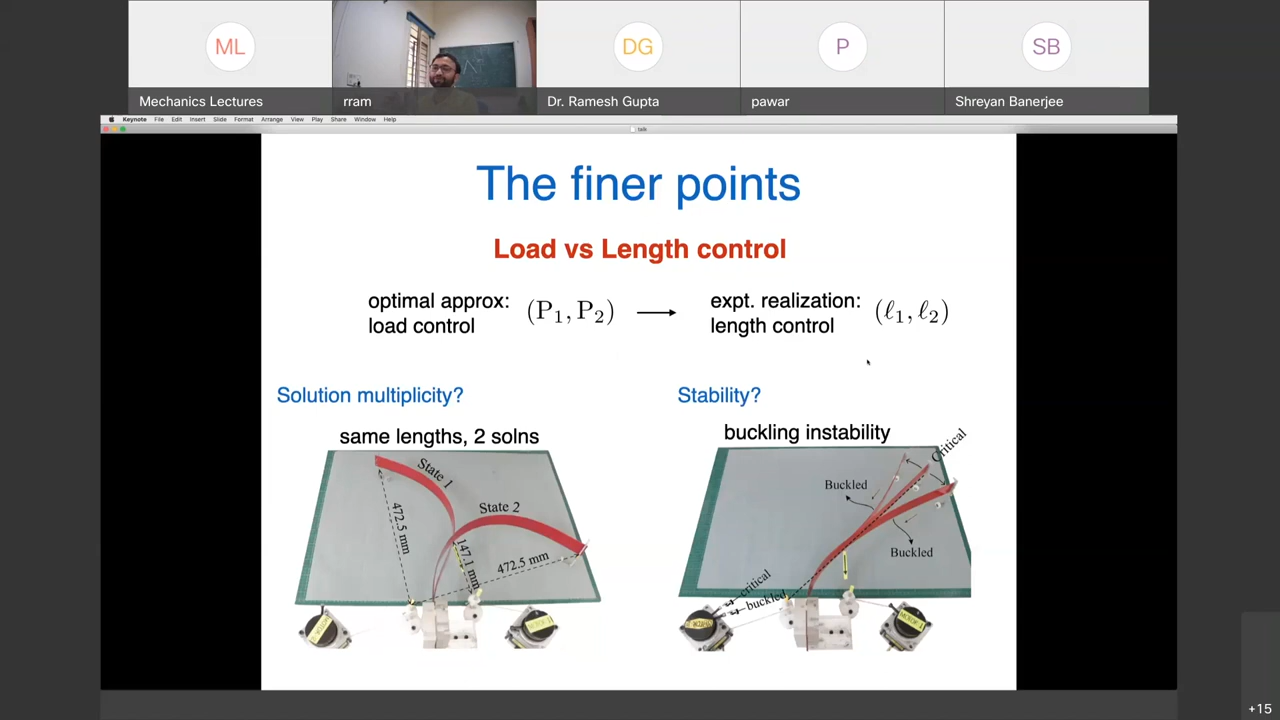 ML
DG
P
SB
Mechanics Lectures
rram
Dr. Ramesh Gupta
pawar
Shreyan Banerjee
Keynote File Edit Insert Slide Format Arrange View Play Share Window Help
talk
The finer points
Load vs Length control
optimal approx:
load control
(P₁, P₂)
expt. realization:
length control
(ℓ₁, ℓ₂)
Solution multiplicity?
same lengths, 2 solns
State 1
State 2
472.5 mm
147.1 mm
472.5 mm
Stability?
buckling instability
Critical
Buckled
Buckled
critical
buckled
+15